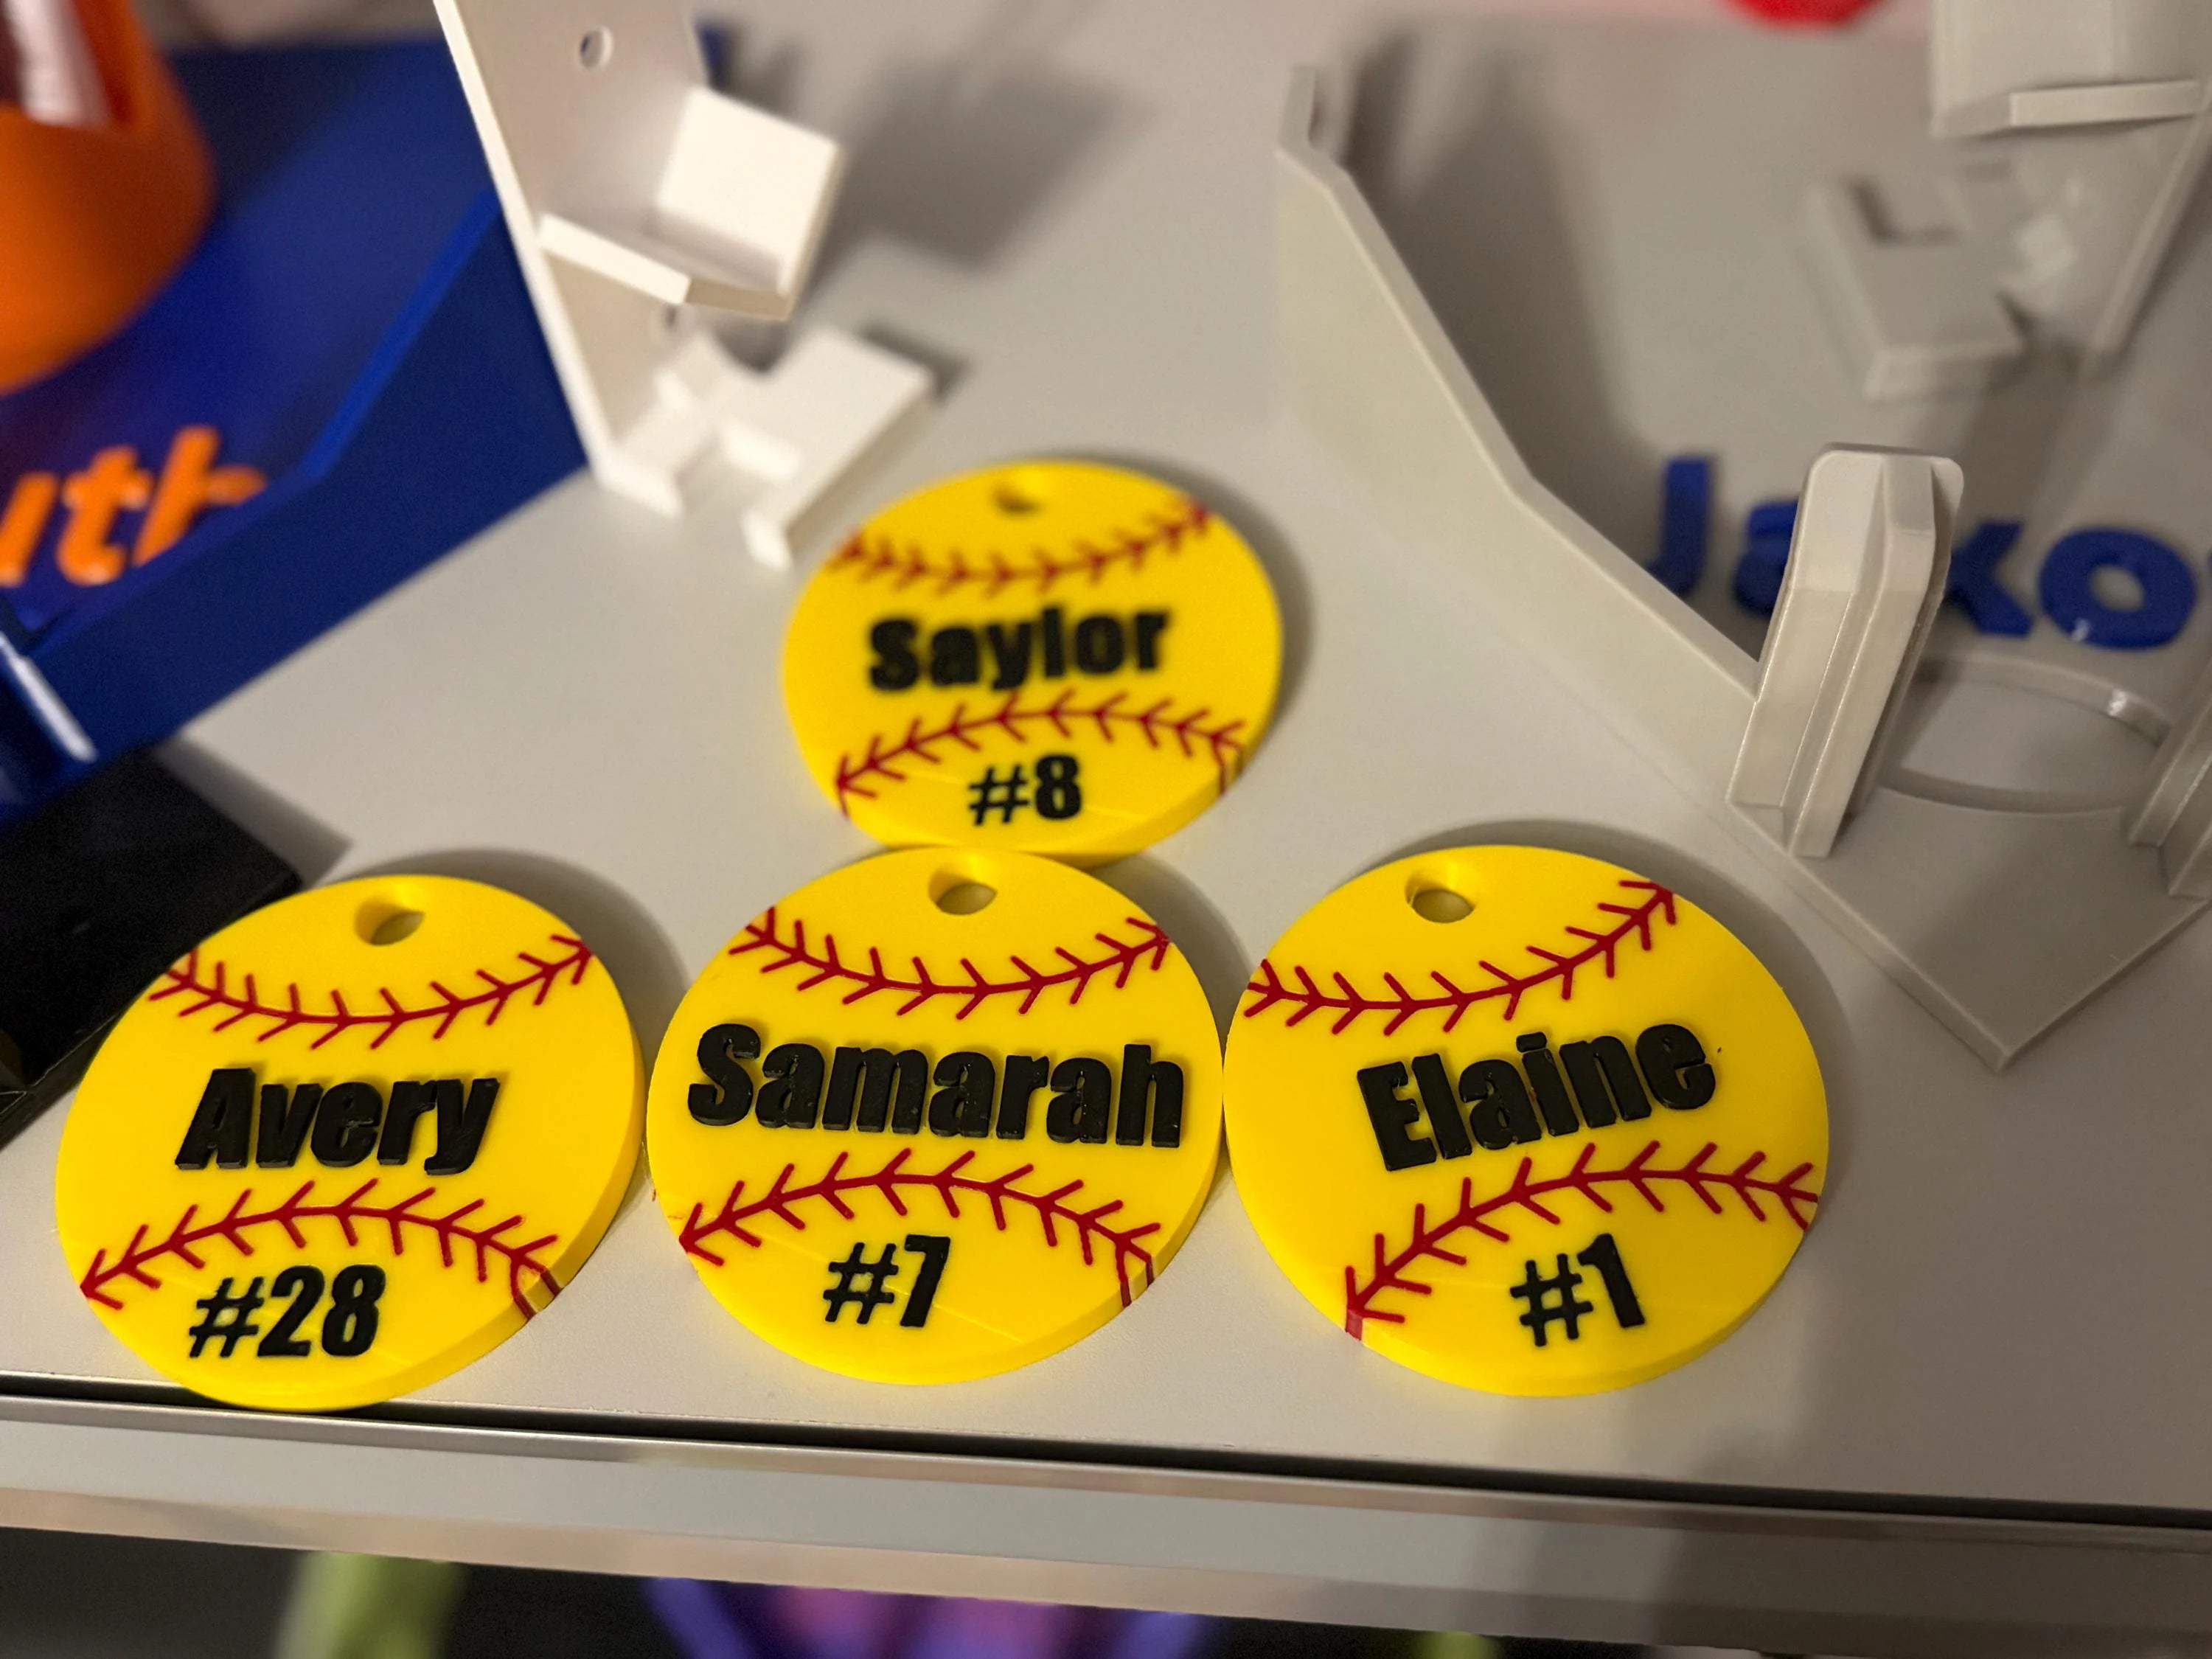 Saylor
#8
Avery
#28
Samarah
#7
Elaine
#1